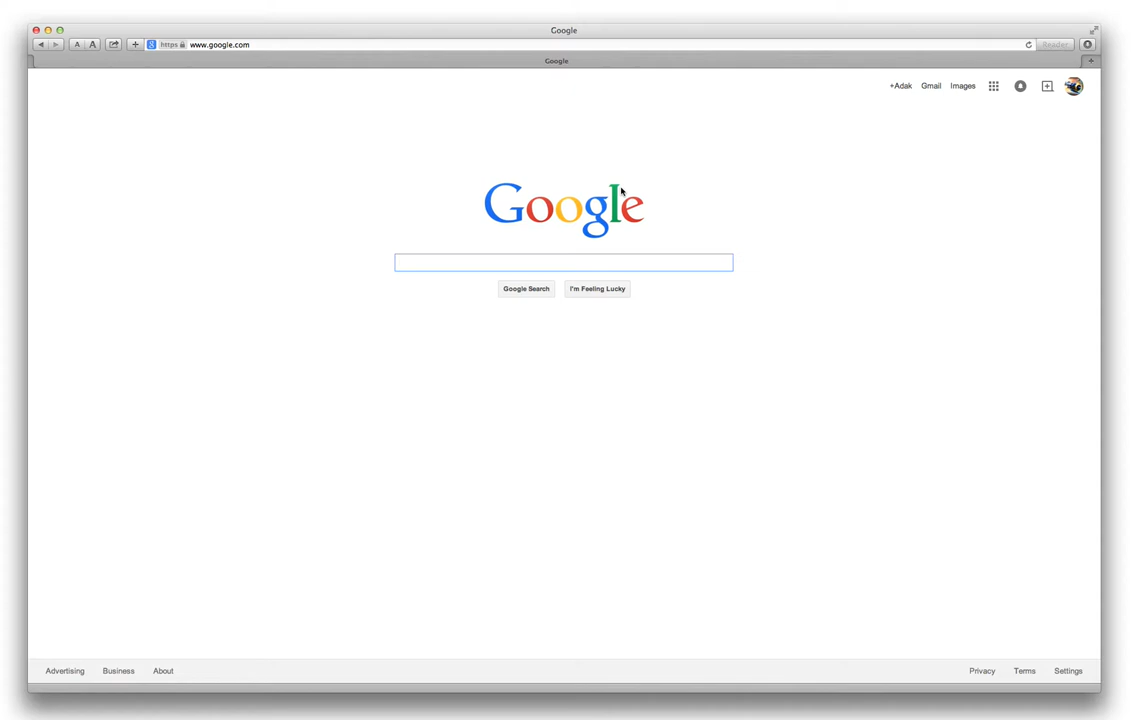 Google
A A + https www.google.com Reader
Google +
+Adak Gmail Images
Google
Google Search I'm Feeling Lucky
Advertising Business About Privacy Terms Settings